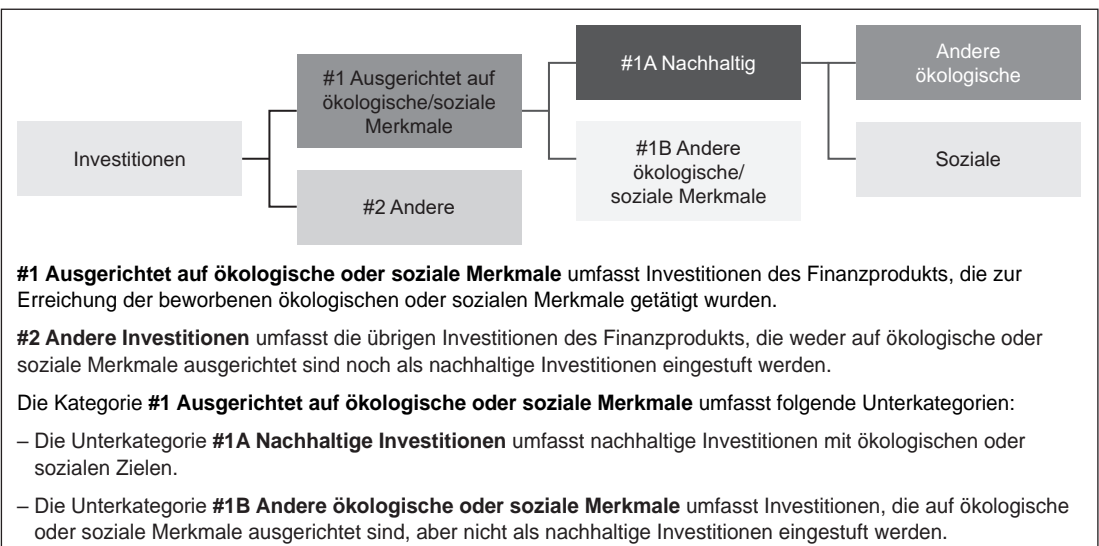 Investitionen
#1 Ausgerichtet auf
ökologische/soziale
Merkmale
#2 Andere
#1A Nachhaltig
#1B Andere
ökologische/
soziale Merkmale
Andere
ökologische
Soziale
#1 Ausgerichtet auf ökologische oder soziale Merkmale umfasst Investitionen des Finanzprodukts, die zur
Erreichung der beworbenen ökologischen oder sozialen Merkmale getätigt wurden.
#2 Andere Investitionen umfasst die übrigen Investitionen des Finanzprodukts, die weder auf ökologische oder
soziale Merkmale ausgerichtet sind noch als nachhaltige Investitionen eingestuft werden.
Die Kategorie #1 Ausgerichtet auf ökologische oder soziale Merkmale umfasst folgende Unterkategorien:
– Die Unterkategorie #1A Nachhaltige Investitionen umfasst nachhaltige Investitionen mit ökologischen oder
sozialen Zielen.
– Die Unterkategorie #1B Andere ökologische oder soziale Merkmale umfasst Investitionen, die auf ökologische
oder soziale Merkmale ausgerichtet sind, aber nicht als nachhaltige Investitionen eingestuft werden.